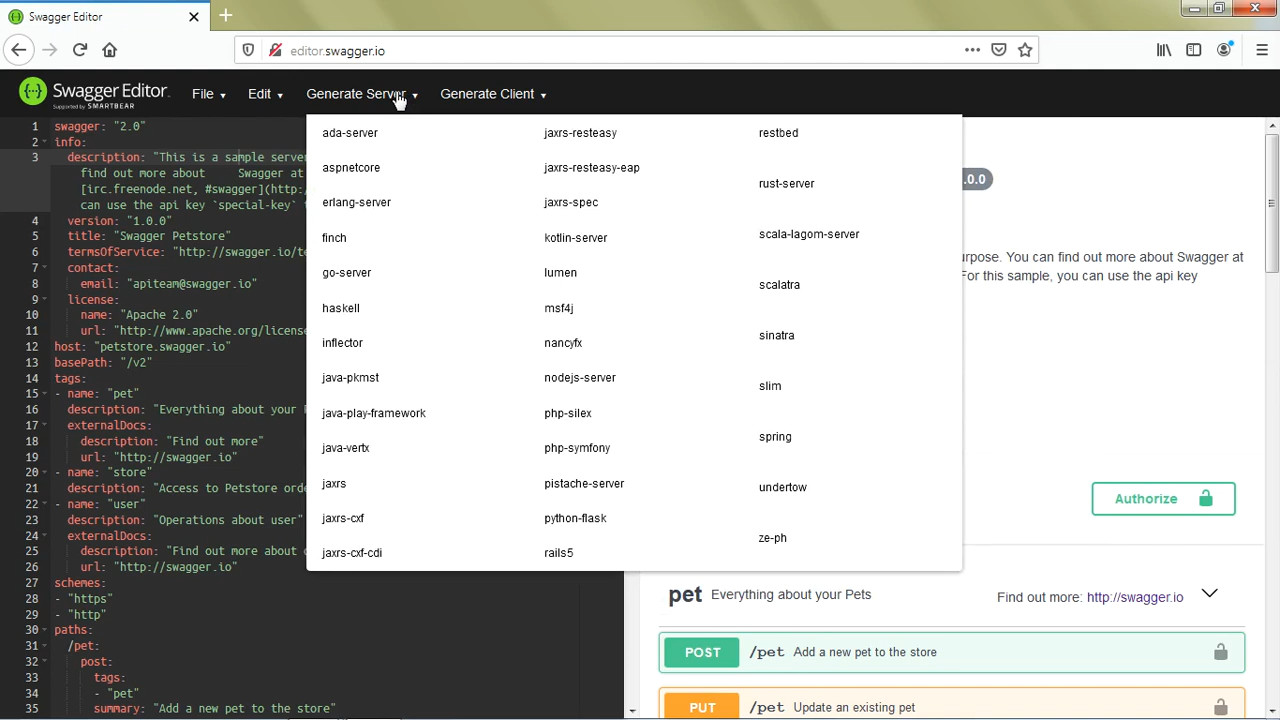 Swagger Editor
editor.swagger.io
Swagger Editor.
Supported by SMARTBEAR
File
Edit
Generate Server
Generate Client
ada-server
aspnetcore
erlang-server
finch
go-server
haskell
inflector
java-pkmst
java-play-framework
java-vertx
jaxrs
jaxrs-cxf
jaxrs-cxf-cdi
jaxrs-resteasy
jaxrs-resteasy-eap
jaxrs-spec
kotlin-server
lumen
msf4j
nancyfx
nodejs-server
php-silex
php-symfony
pistache-server
python-flask
rails5
restbed
rust-server
scala-lagom-server
scalatra
sinatra
slim
spring
undertow
ze-ph
1 swagger: "2.0"
2 info:
3 description: "This is a sample server
find out more about Swagger at
[irc.freenode.net, #swagger](http:/
can use the api key `special-key`
4 version: "1.0.0"
5 title: "Swagger Petstore"
6 termsOfService: "http://swagger.io/te
7 contact:
8 email: "apiteam@swagger.io"
9 license:
10 name: "Apache 2.0"
11 url: "http://www.apache.org/license
12 host: "petstore.swagger.io"
13 basePath: "/v2"
14 tags:
15 - name: "pet"
16 description: "Everything about your
17 externalDocs:
18 description: "Find out more"
19 url: "http://swagger.io"
20 - name: "store"
21 description: "Access to Petstore orde
22 - name: "user"
23 description: "Operations about user"
24 externalDocs:
25 description: "Find out more about
26 url: "http://swagger.io"
27 schemes:
28 - "https"
29 - "http"
30 paths:
31 /pet:
32 post:
33 tags:
34 - "pet"
35 summary: "Add a new pet to the store"
.0.0
urpose. You can find out more about Swagger at
For this sample, you can use the api key
Authorize
pet Everything about your Pets
Find out more: http://swagger.io
POST /pet Add a new pet to the store
PUT /pet Update an existing pet